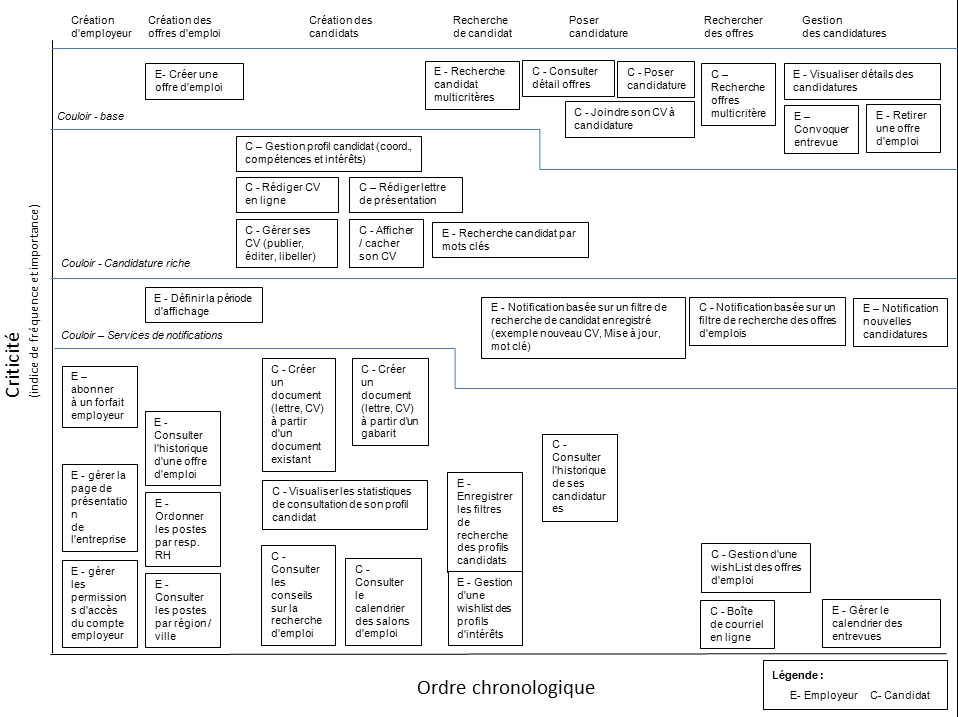 Création
d'employeur
Création des
offres d'emploi
Création des
candidats
Recherche
de candidat
Poser
candidature
Rechercher
des offres
Gestion
des candidatures
E- Créer une
offre d'emploi
E - Recherche
candidat
multicritères
C - Consulter
détail offres
C - Poser
candidature
C - Joindre son CV à
candidature
C –
Recherche
offres
multicritère
E - Visualiser détails des
candidatures
E –
Convoquer
entrevue
E - Retirer
une offre
d'emploi
Couloir - base
C – Gestion profil candidat (coord.,
compétences et intérêts)
C - Rédiger CV
en ligne
C – Rédiger lettre
de présentation
C - Gérer ses
CV (publier,
éditer, libeller)
C - Afficher
/ cacher
son CV
E - Recherche candidat par
mots clés
Couloir - Candidature riche
E - Définir la période
d'affichage
E - Notification basée sur un filtre de
recherche de candidat enregistré
(exemple nouveau CV, Mise à jour,
mot clé)
C - Notification basée sur un
filtre de recherche des offres
d'emplois
E – Notification
nouvelles
candidatures
Couloir – Services de notifications
Criticité
(indice de fréquence et importance)
E –
abonner
à un forfait
employeur
E - gérer la
page de
présentatio
n
de
l'entreprise
E - gérer
les
permission
s d'accès
du compte
employeur
E -
Consulter
l'historique
d'une offre
d'emploi
E -
Ordonner
les postes
par resp.
RH
E -
Consulter
les postes
par région /
ville
C - Créer
un
document
(lettre, CV)
à partir
d'un
document
existant
C - Créer
un
document
(lettre, CV)
à partir d'un
gabarit
C - Visualiser les statistiques
de consultation de son profil
candidat
C -
Consulter
les
conseils
sur la
recherche
d'emploi
C -
Consulter
le
calendrier
des salons
d'emploi
E -
Enregistrer
les filtres
de
recherche
des profils
candidats
E - Gestion
d'une
wishlist des
profils
d'intérêts
C -
Consulter
l'historique
de ses
candidatur
es
C - Gestion d'une
wishList des offres
d'emploi
C - Boîte
de courriel
en ligne
E - Gérer le
calendrier des
entrevues
Ordre chronologique
Légende :
E- Employeur C- Candidat